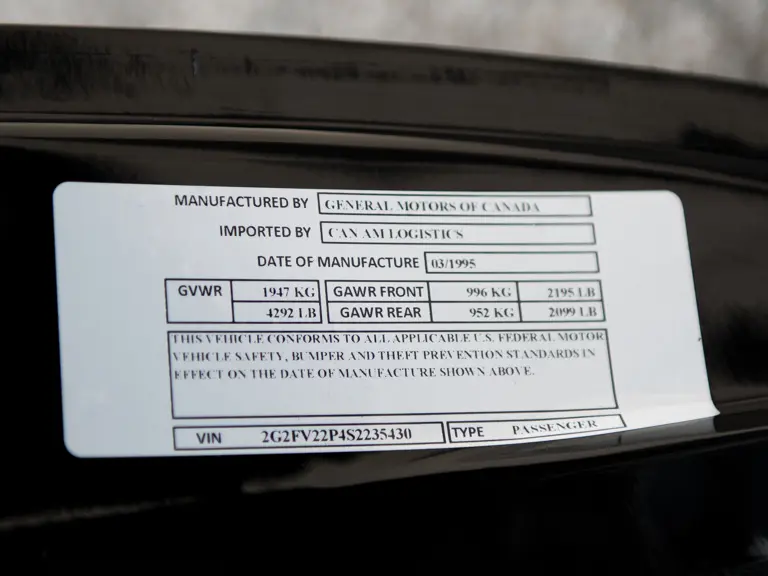 MANUFACTURED BY GENERAL MOTORS OF CANADA
IMPORTED BY CAN AM LOGISTICS
DATE OF MANUFACTURE 03/1995
GVWR 1947 KG GAWR FRONT 996 KG 2195 LB
4292 LB GAWR REAR 952 KG 2099 LB
THIS VEHICLE CONFORMS TO ALL APPLICABLE U.S. FEDERAL MOTOR
VEHICLE SAFETY, BUMPER AND THEFT PREVENTION STANDARDS IN
EFFECT ON THE DATE OF MANUFACTURE SHOWN ABOVE.
VIN 2G2FV22P4S2235430 TYPE PASSENGER